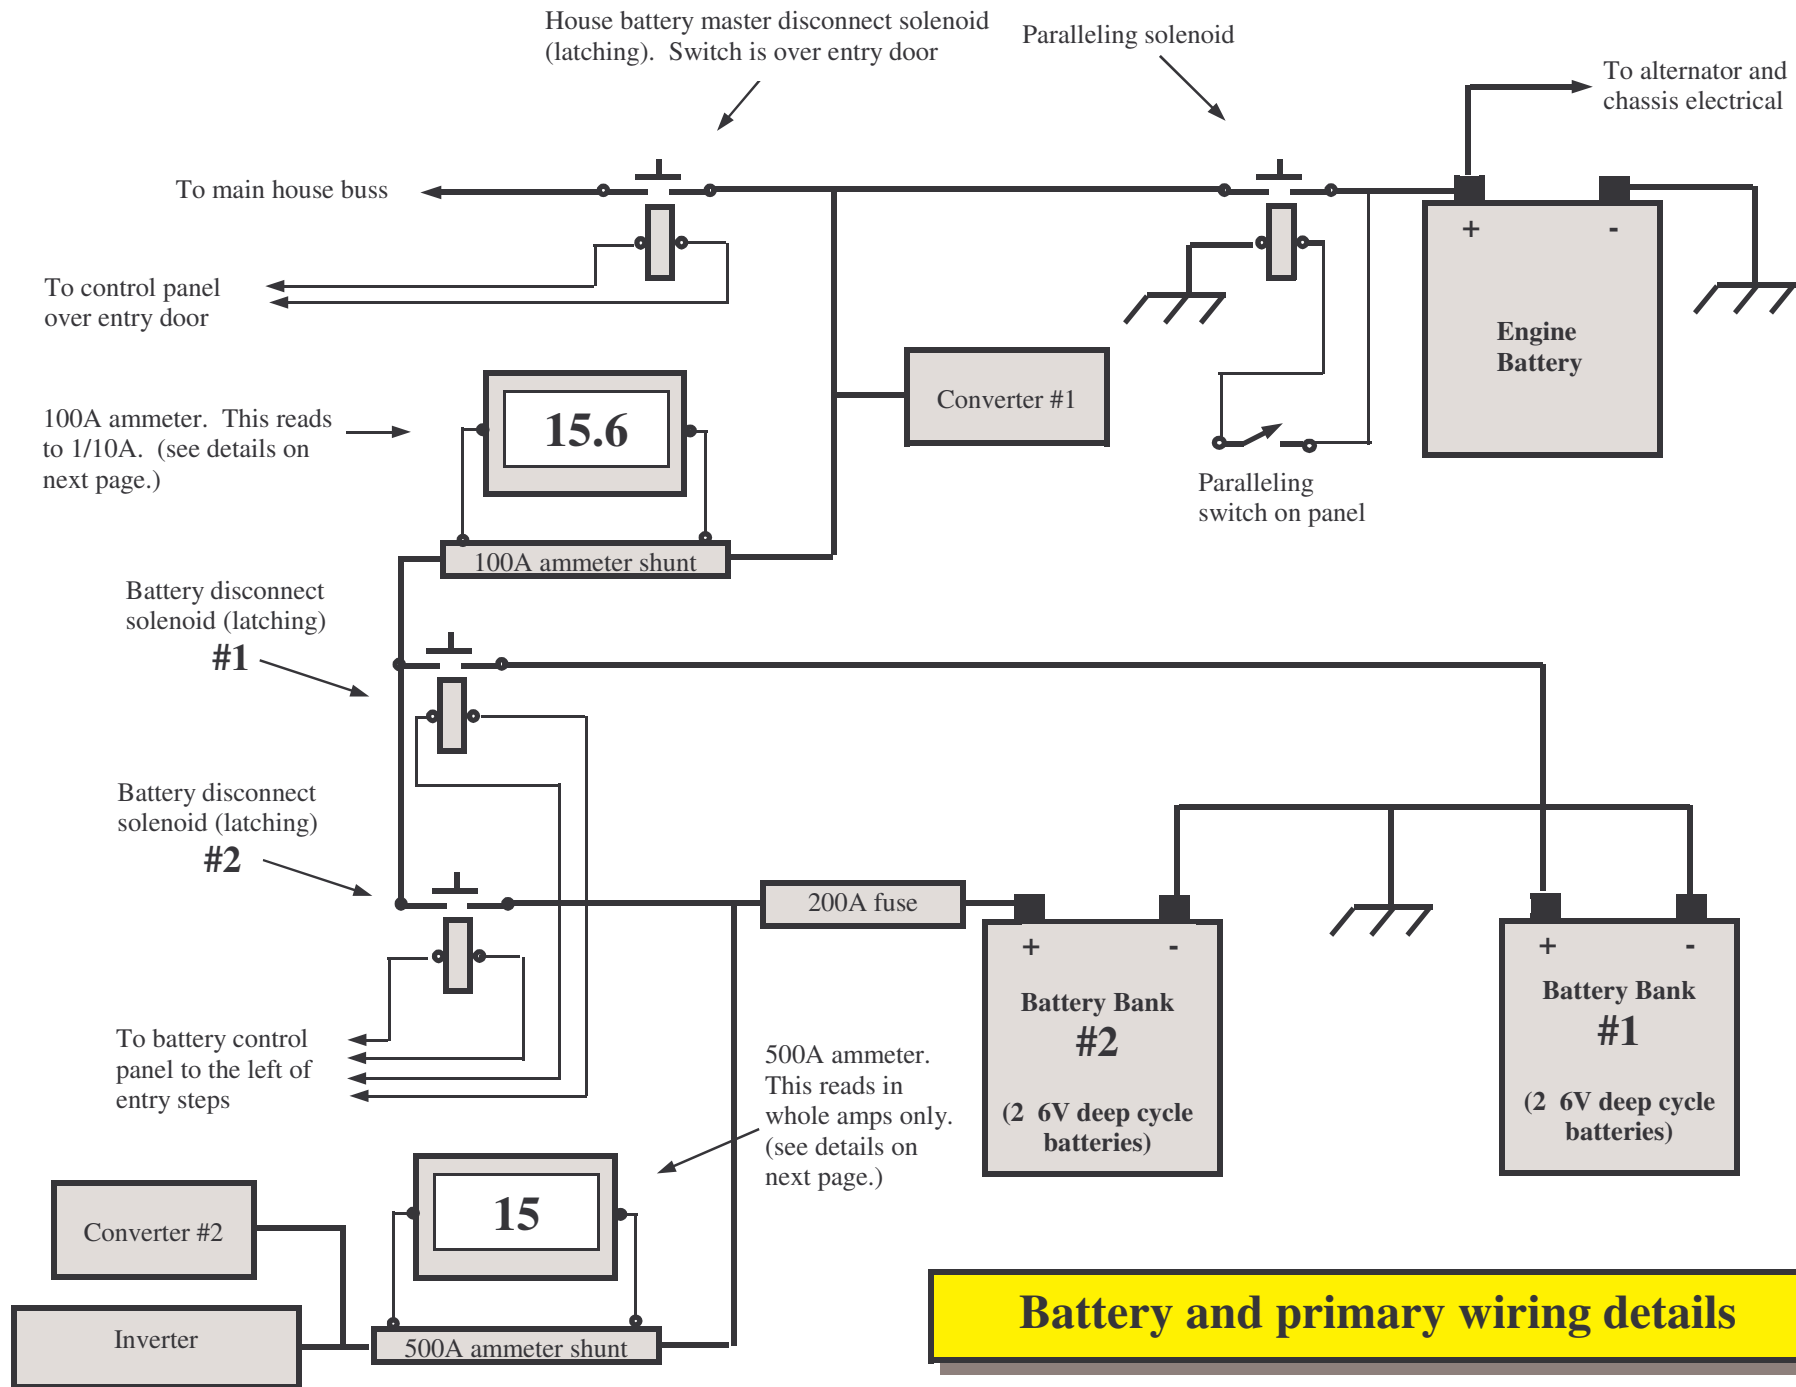 House battery master disconnect solenoid
(latching).  Switch is over entry door
Paralleling solenoid
To alternator and
chassis electrical
To main house buss
+
-
To control panel
over entry door
Engine
Battery
Converter #1
100A ammeter.  This reads
to 1/10A.  (see details on
next page.)
15.6
Paralleling
switch on panel
100A ammeter shunt
Battery disconnect
solenoid (latching)
#1
Battery disconnect
solenoid (latching)
#2
200A fuse
+
-
Battery Bank
#2
(2  6V deep cycle
batteries)
+
-
Battery Bank
#1
(2  6V deep cycle
batteries)
To battery control
panel to the left of
entry steps
500A ammeter.
This reads in
whole amps only.
(see details on
next page.)
15
Converter #2
Inverter
500A ammeter shunt
Battery and primary wiring details